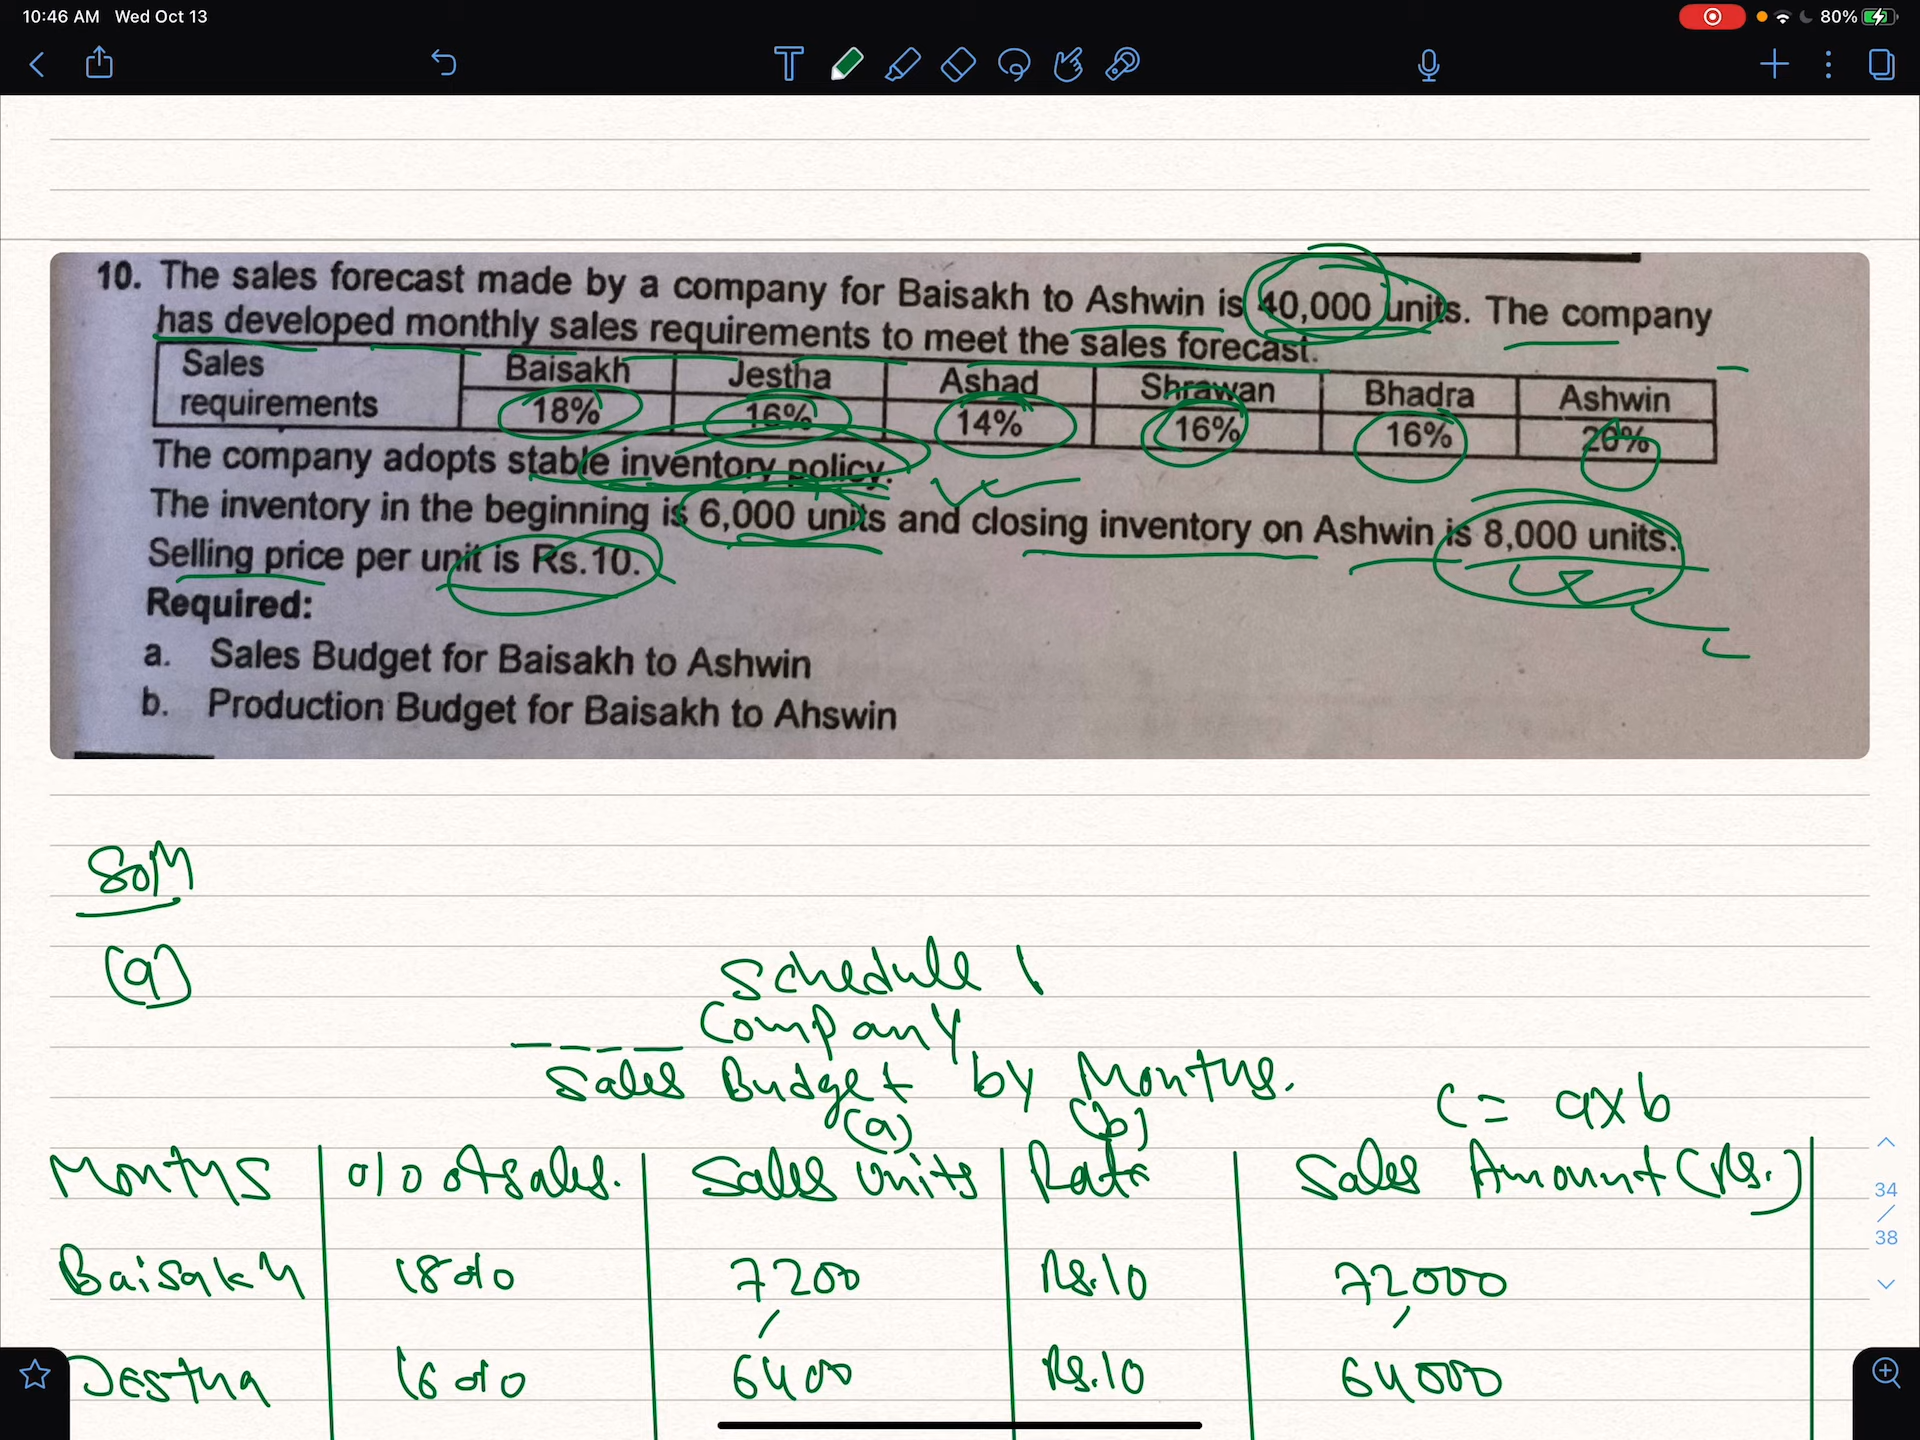 10:46 AM Wed Oct 13
80%
10. The sales forecast made by a company for Baisakh to Ashwin is 40,000 units. The company
has developed monthly sales requirements to meet the sales forecast.
Sales requirements Baisakh Jestha Ashad Shrawan Bhadra Ashwin
18% 16% 14% 16% 16% 20%
The company adopts stable inventory policy.
The inventory in the beginning is 6,000 units and closing inventory on Ashwin is 8,000 units.
Selling price per unit is Rs.10.
Required:
a. Sales Budget for Baisakh to Ashwin
b. Production Budget for Baisakh to Ahswin
Soln
(a)
Schedule 1
---- Company
Sales Budget by Months.
(a) (b) C = a×b
Months % of sales. Sales Units Rate Sales Amount (Rs.)
Baisakh 18% 7200 Rs.10 72,000
Jestha 16% 6400 Rs.10 64000
34
/
38